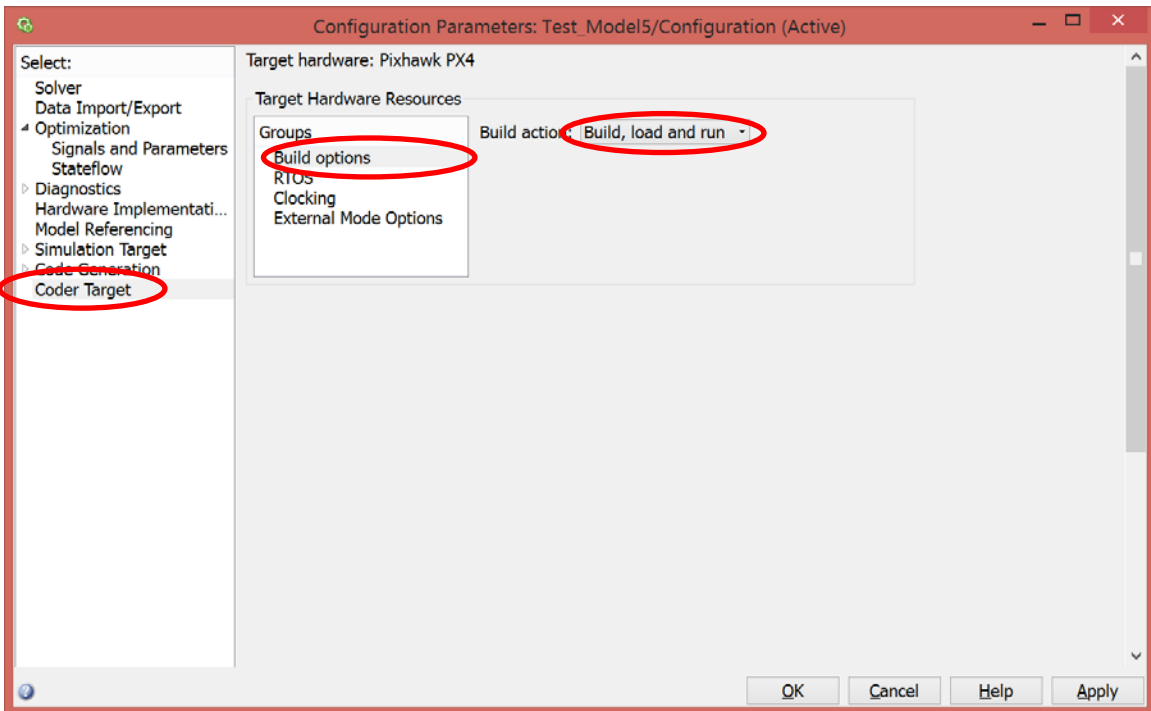 Configuration Parameters: Test_Model5/Configuration (Active)
Select:
Solver
Data Import/Export
Optimization
Signals and Parameters
Stateflow
Diagnostics
Hardware Implementati...
Model Referencing
Simulation Target
Code Generation
Coder Target
Target hardware: Pixhawk PX4
Target Hardware Resources
Groups
Build options
RTOS
Clocking
External Mode Options
Build action: Build, load and run
OK
Cancel
Help
Apply